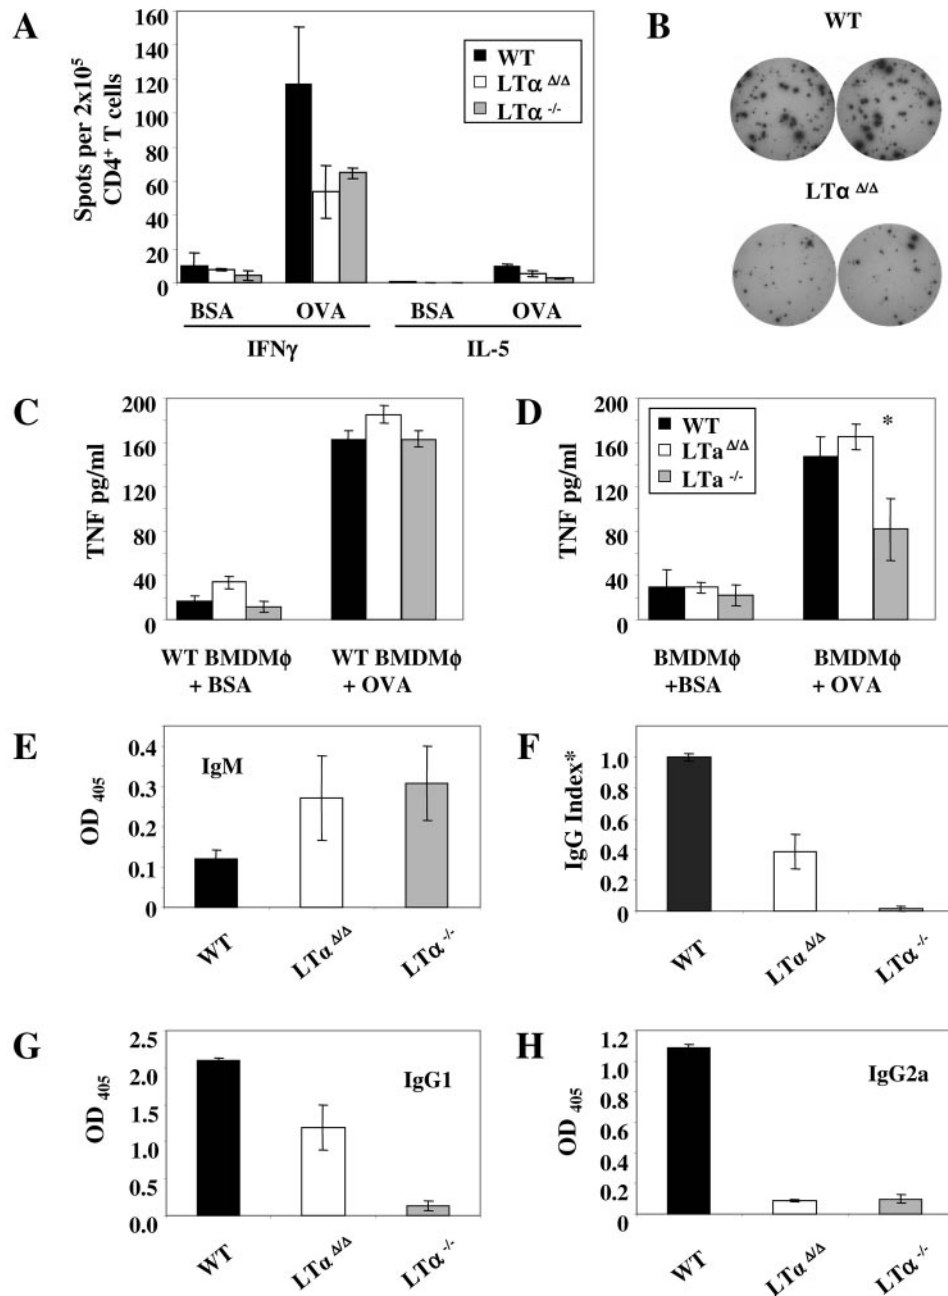 A
Spots per 2x10⁵
CD4⁺ T cells
160
140
120
100
80
60
40
20
0
WT
LTα Δ/Δ
LTα -/-
BSA
OVA
BSA
OVA
IFNγ
IL-5
B
WT
LTα Δ/Δ
C
TNF pg/ml
200
160
120
80
40
0
WT BMDMϕ
+ BSA
WT BMDMϕ
+ OVA
D
TNF pg/ml
200
160
120
80
40
0
WT
LTa Δ/Δ
LTa -/-
*
BMDMϕ
+BSA
BMDMϕ
+ OVA
E
OD 405
0.4
0.3
0.2
0.1
0
IgM
WT
LTα Δ/Δ
LTα -/-
F
IgG Index*
1.0
0.8
0.6
0.4
0.2
0
WT
LTα Δ/Δ
LTα -/-
G
OD 405
2.5
2.0
1.5
1.0
0.5
0.0
IgG1
WT
LTα Δ/Δ
LTα -/-
H
OD 405
1.2
1.0
0.8
0.6
0.4
0.2
0
IgG2a
WT
LTα Δ/Δ
LTα -/-